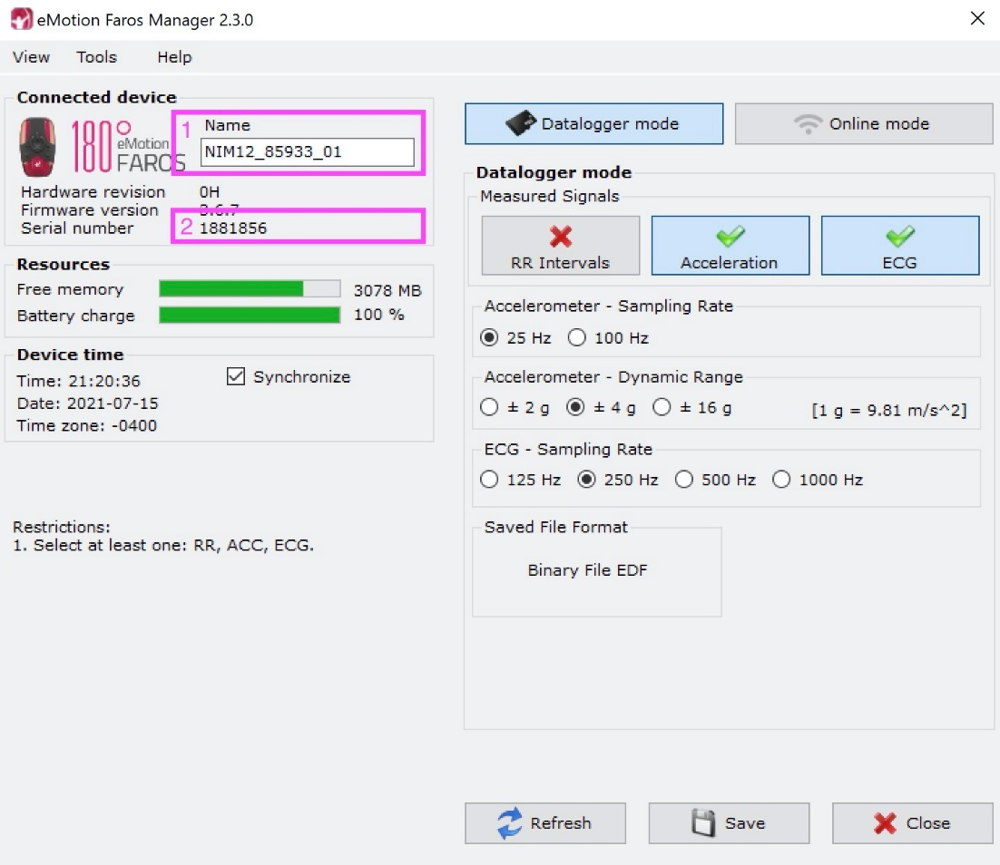 eMotion Faros Manager 2.3.0
View Tools Help
Connected device
180° eMotion FAROS
1 Name
NIM12_85933_01
Hardware revision 0H
Firmware version 3.6.7
Serial number 2 1881856
Resources
Free memory 3078 MB
Battery charge 100 %
Device time
Time: 21:20:36
Synchronize
Date: 2021-07-15
Time zone: -0400
Restrictions:
1. Select at least one: RR, ACC, ECG.
Datalogger mode Online mode
Datalogger mode
Measured Signals
RR Intervals Acceleration ECG
Accelerometer - Sampling Rate
25 Hz 100 Hz
Accelerometer - Dynamic Range
± 2 g ± 4 g ± 16 g [1 g = 9.81 m/s^2]
ECG - Sampling Rate
125 Hz 250 Hz 500 Hz 1000 Hz
Saved File Format
Binary File EDF
Refresh Save Close